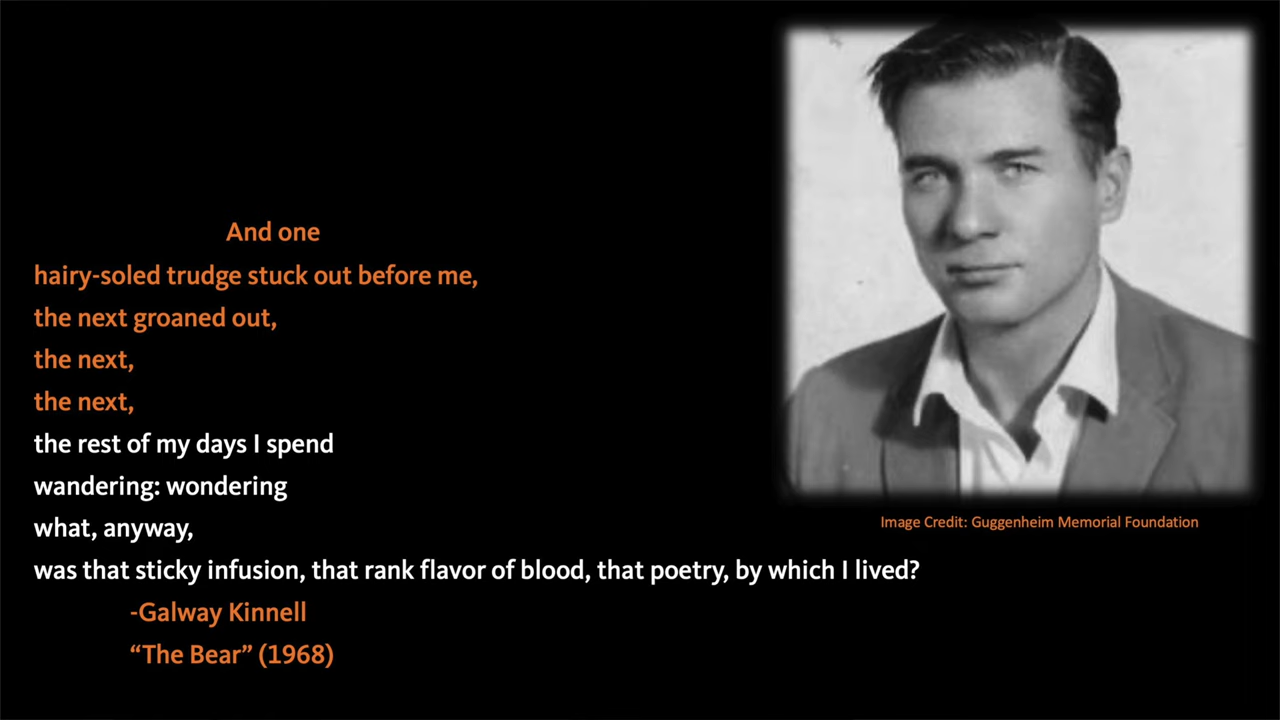 And one
hairy-soled trudge stuck out before me,
the next groaned out,
the next,
the next,
the rest of my days I spend
wandering: wondering
what, anyway,
was that sticky infusion, that rank flavor of blood, that poetry, by which I lived?
-Galway Kinnell
“The Bear” (1968)
Image Credit: Guggenheim Memorial Foundation